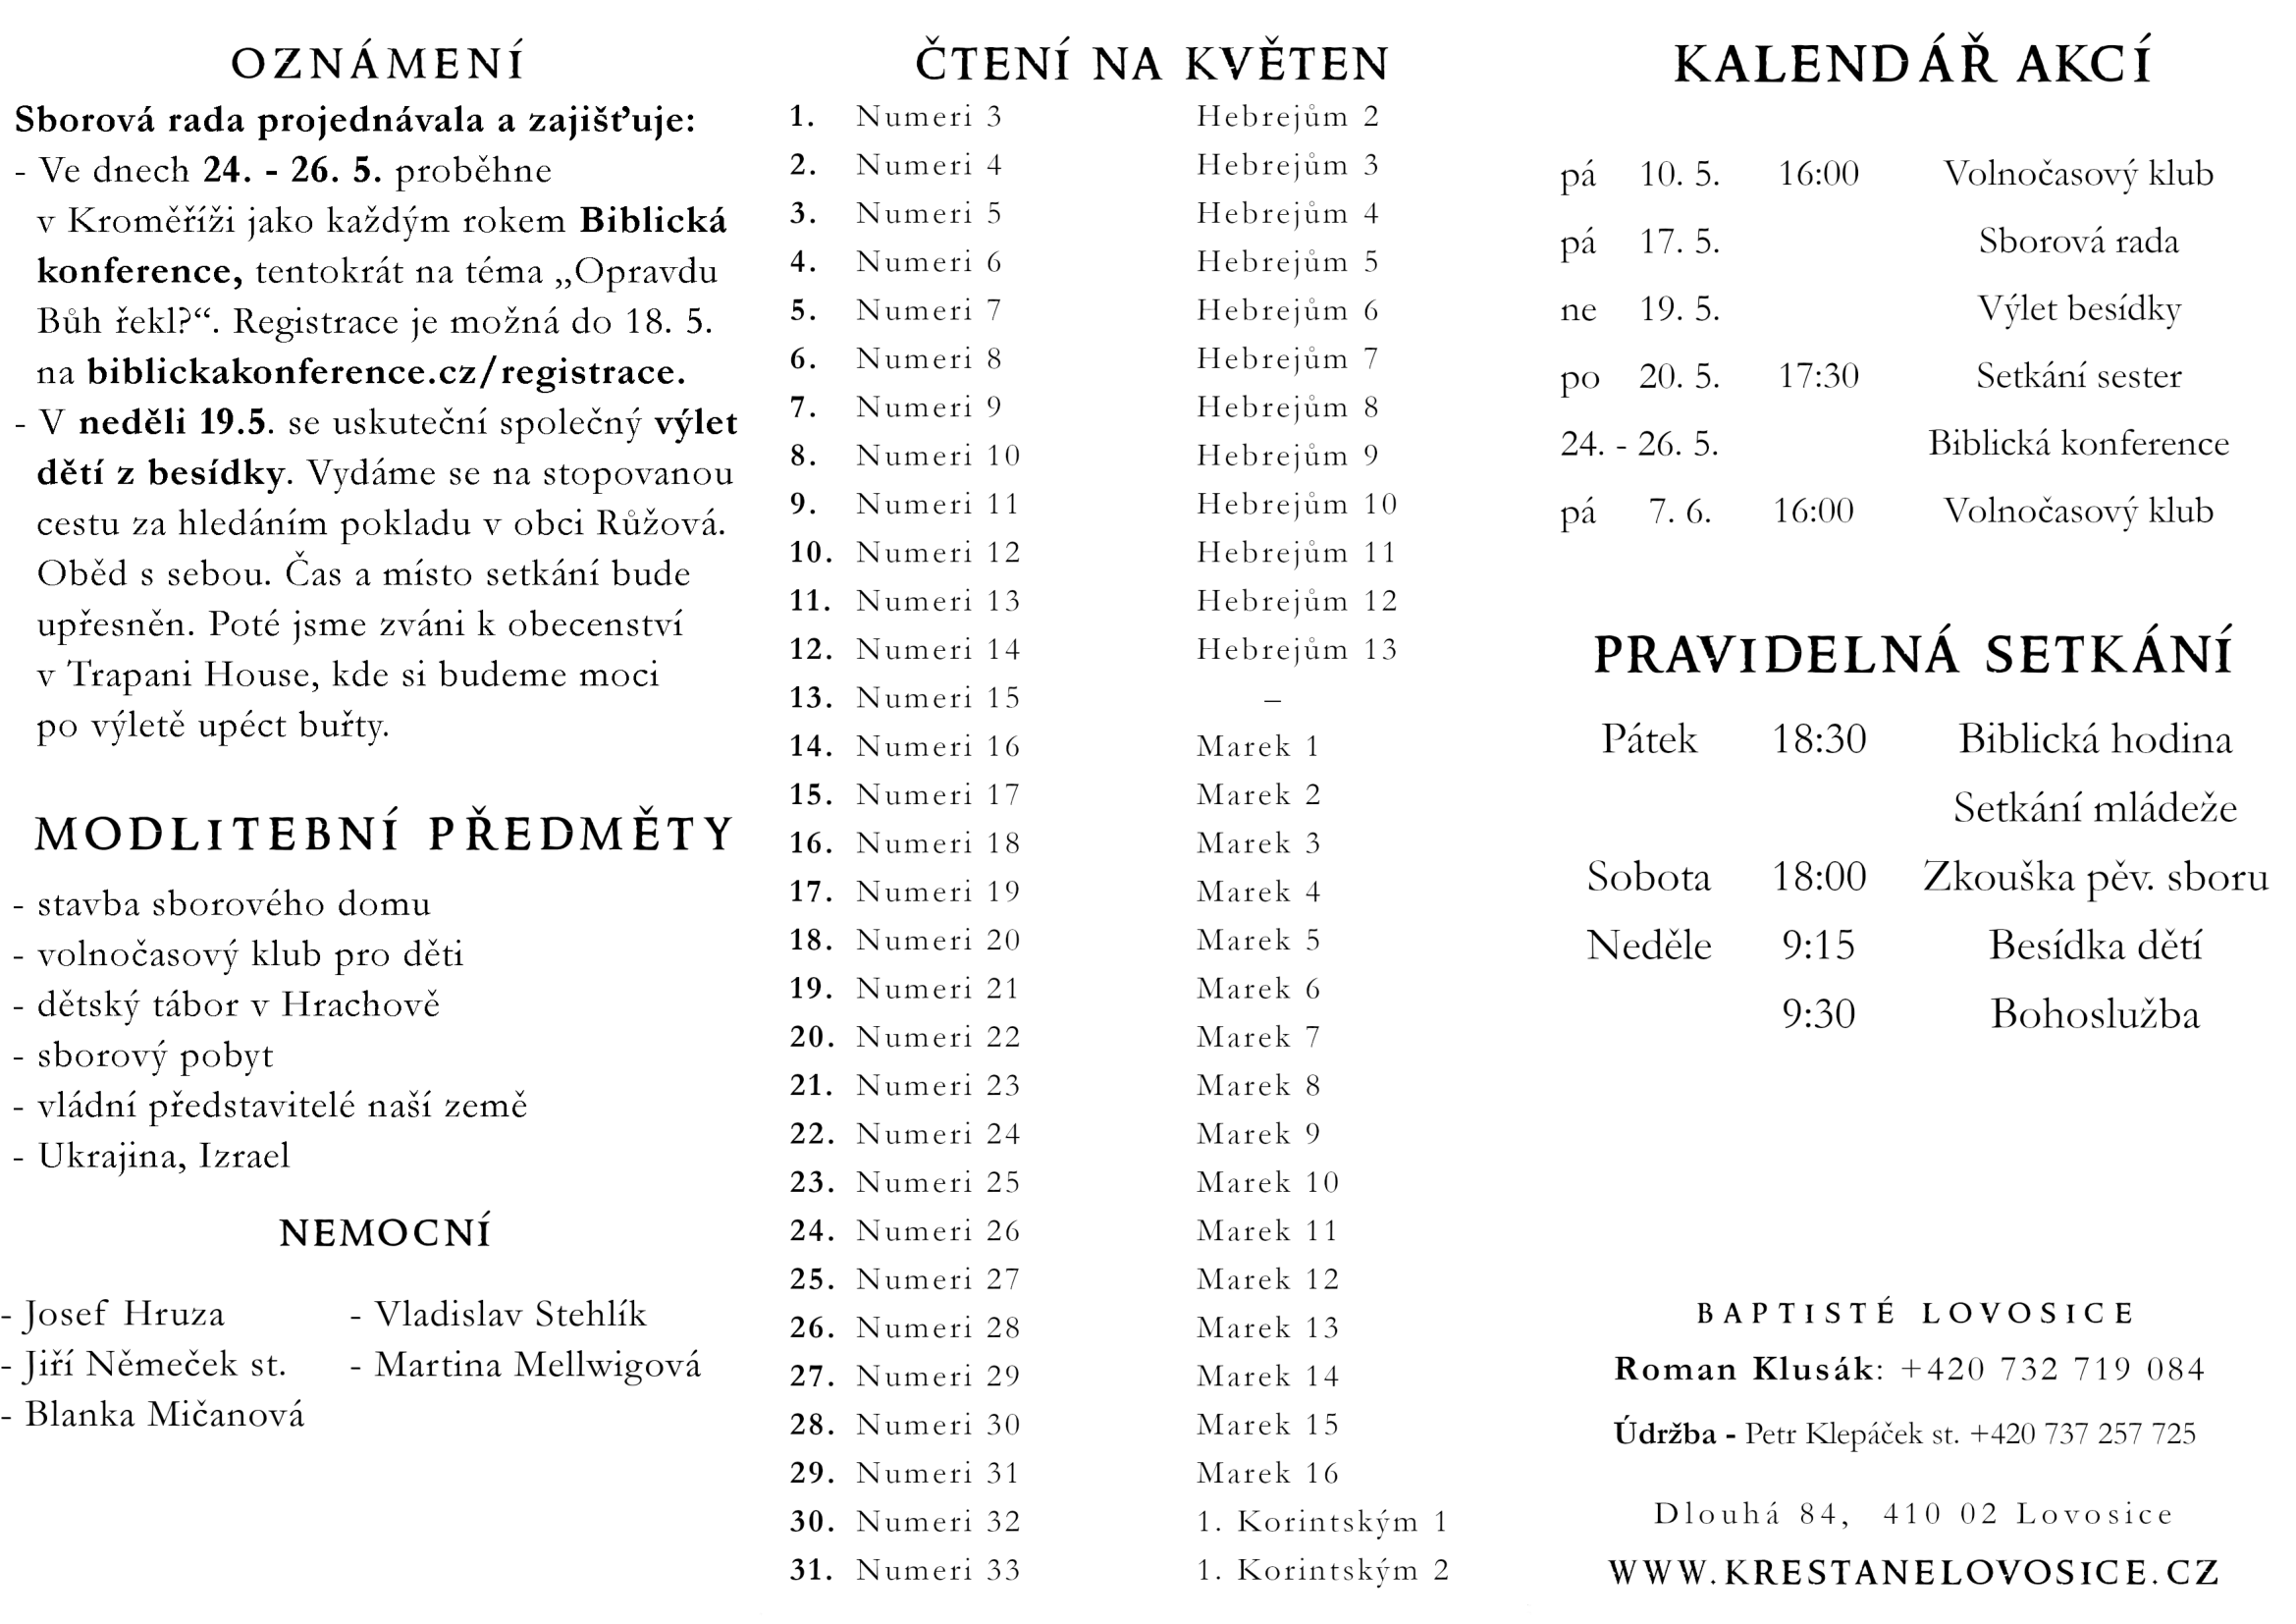 OZNÁMENÍ
Sborová rada projednávala a zajišťuje:
- Ve dnech 24. - 26. 5. proběhne
v Kroměříži jako každým rokem Biblická
konference, tentokrát na téma „Opravdu
Bůh řekl?“. Registrace je možná do 18. 5.
na biblickakonference.cz/registrace.
- V neděli 19.5. se uskuteční společný výlet
dětí z besídky. Vydáme se na stopovanou
cestu za hledáním pokladu v obci Růžová.
Oběd s sebou. Čas a místo setkání bude
upřesněn. Poté jsme zváni k obecenství
v Trapani House, kde si budeme moci
po výletě upéct buřty.
MODLITEBNÍ PŘEDMĚTY
- stavba sborového domu
- volnočasový klub pro děti
- dětský tábor v Hrachově
- sborový pobyt
- vládní představitelé naší země
- Ukrajina, Izrael
NEMOCNÍ
- Josef Hruza - Vladislav Stehlík
- Jiří Němeček st. - Martina Mellwigová
- Blanka Mičanová
ČTENÍ NA KVĚTEN
1. Numeri 3 Hebrejům 2
2. Numeri 4 Hebrejům 3
3. Numeri 5 Hebrejům 4
4. Numeri 6 Hebrejům 5
5. Numeri 7 Hebrejům 6
6. Numeri 8 Hebrejům 7
7. Numeri 9 Hebrejům 8
8. Numeri 10 Hebrejům 9
9. Numeri 11 Hebrejům 10
10. Numeri 12 Hebrejům 11
11. Numeri 13 Hebrejům 12
12. Numeri 14 Hebrejům 13
13. Numeri 15 –
14. Numeri 16 Marek 1
15. Numeri 17 Marek 2
16. Numeri 18 Marek 3
17. Numeri 19 Marek 4
18. Numeri 20 Marek 5
19. Numeri 21 Marek 6
20. Numeri 22 Marek 7
21. Numeri 23 Marek 8
22. Numeri 24 Marek 9
23. Numeri 25 Marek 10
24. Numeri 26 Marek 11
25. Numeri 27 Marek 12
26. Numeri 28 Marek 13
27. Numeri 29 Marek 14
28. Numeri 30 Marek 15
29. Numeri 31 Marek 16
30. Numeri 32 1. Korintským 1
31. Numeri 33 1. Korintským 2
KALENDÁŘ AKCÍ
pá 10. 5. 16:00 Volnočasový klub
pá 17. 5. Sborová rada
ne 19. 5. Výlet besídky
po 20. 5. 17:30 Setkání sester
24. - 26. 5. Biblická konference
pá 7. 6. 16:00 Volnočasový klub
PRAVIDELNÁ SETKÁNÍ
Pátek 18:30 Biblická hodina
Setkání mládeže
Sobota 18:00 Zkouška pěv. sboru
Neděle 9:15 Besídka dětí
9:30 Bohoslužba
BAPTISTÉ LOVOSICE
Roman Klusák: +420 732 719 084
Údržba - Petr Klepáček st. +420 737 257 725
Dlouhá 84, 410 02 Lovosice
WWW.KRESTANELOVOSICE.CZ